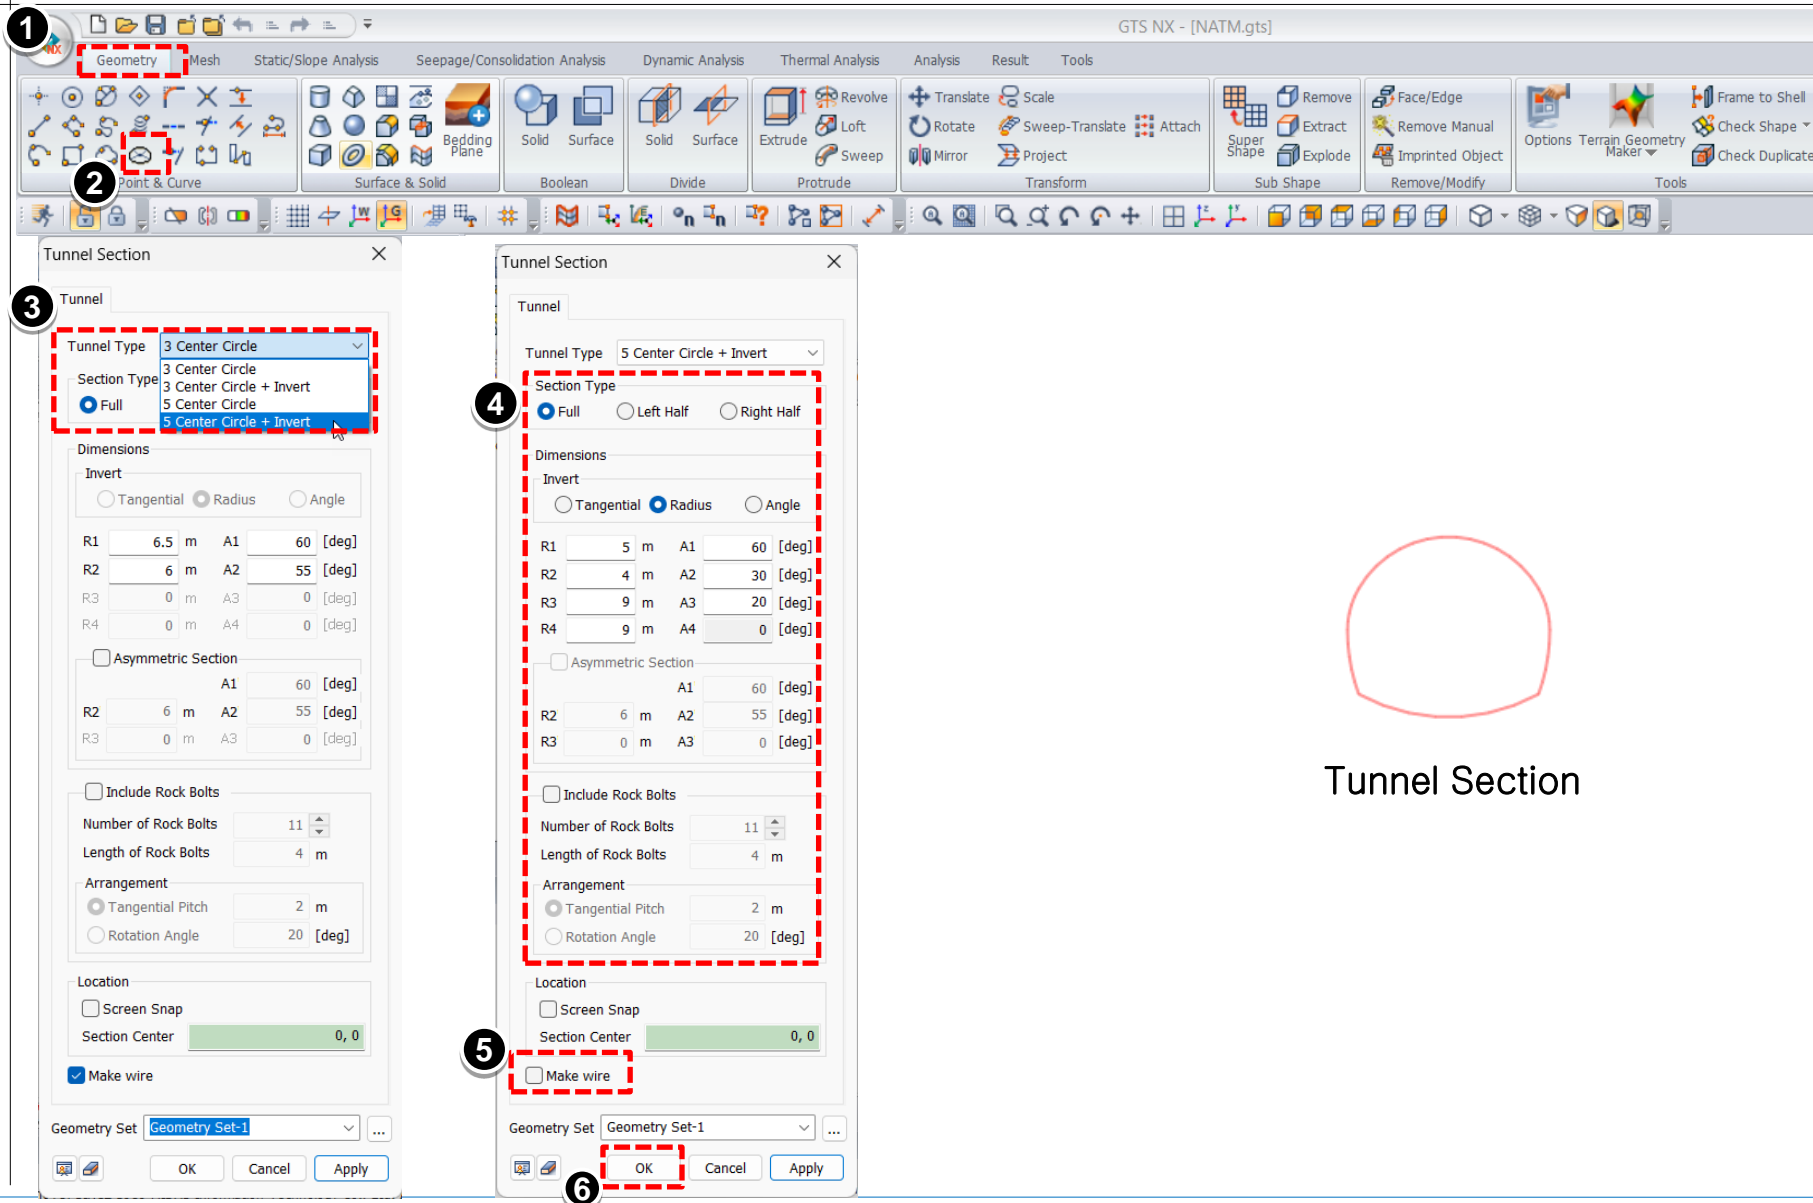 1
GTS NX - [NATM.gts]
NX
Geometry Mesh Static/Slope Analysis Seepage/Consolidation Analysis Dynamic Analysis Thermal Analysis Analysis Result Tools
Revolve Translate Scale Remove Face/Edge Frame to Shell
Loft Rotate Sweep-Translate Attach Extract Remove Manual Check Shape
Bedding Plane Solid Surface Solid Surface Extrude Sweep Mirror Project Super Shape Explode Imprinted Object Options Terrain Geometry Maker Check Duplicate
2
Point & Curve Surface & Solid Boolean Divide Protrude Transform Sub Shape Remove/Modify Tools
Tunnel Section
3
Tunnel
Tunnel Type 3 Center Circle
3 Center Circle
3 Center Circle + Invert
5 Center Circle
5 Center Circle + Invert
Section Type
Full
Dimensions
Invert
Tangential Radius Angle
R1 6.5 m A1 60 [deg]
R2 6 m A2 55 [deg]
R3 0 m A3 0 [deg]
R4 0 m A4 0 [deg]
Asymmetric Section
A1 60 [deg]
R2 6 m A2 55 [deg]
R3 0 m A3 0 [deg]
Include Rock Bolts
Number of Rock Bolts 11
Length of Rock Bolts 4 m
Arrangement
Tangential Pitch 2 m
Rotation Angle 20 [deg]
Location
Screen Snap
Section Center 0, 0
Make wire
Geometry Set Geometry Set-1 ...
OK Cancel Apply
Tunnel Section
Tunnel
Tunnel Type 5 Center Circle + Invert
4
Section Type
Full Left Half Right Half
Dimensions
Invert
Tangential Radius Angle
R1 5 m A1 60 [deg]
R2 4 m A2 30 [deg]
R3 9 m A3 20 [deg]
R4 9 m A4 0 [deg]
Asymmetric Section
A1 60 [deg]
R2 6 m A2 55 [deg]
R3 0 m A3 0 [deg]
Include Rock Bolts
Number of Rock Bolts 11
Length of Rock Bolts 4 m
Arrangement
Tangential Pitch 2 m
Rotation Angle 20 [deg]
Location
Screen Snap
Section Center 0, 0
5
Make wire
Geometry Set Geometry Set-1 ...
OK Cancel Apply
6
Tunnel Section